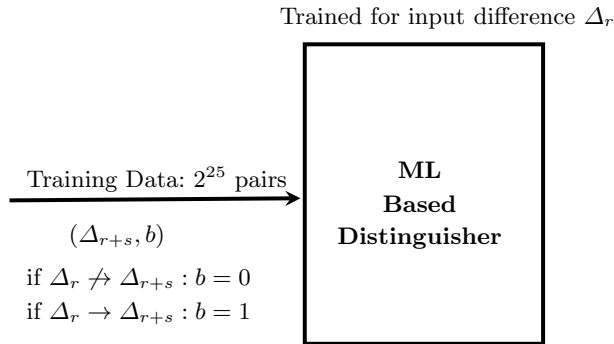 Trained for input difference Δ_r
Training Data: 2^25 pairs
(Δ_{r+s}, b)
if Δ_r ↛ Δ_{r+s} : b = 0
if Δ_r → Δ_{r+s} : b = 1
ML
Based
Distinguisher